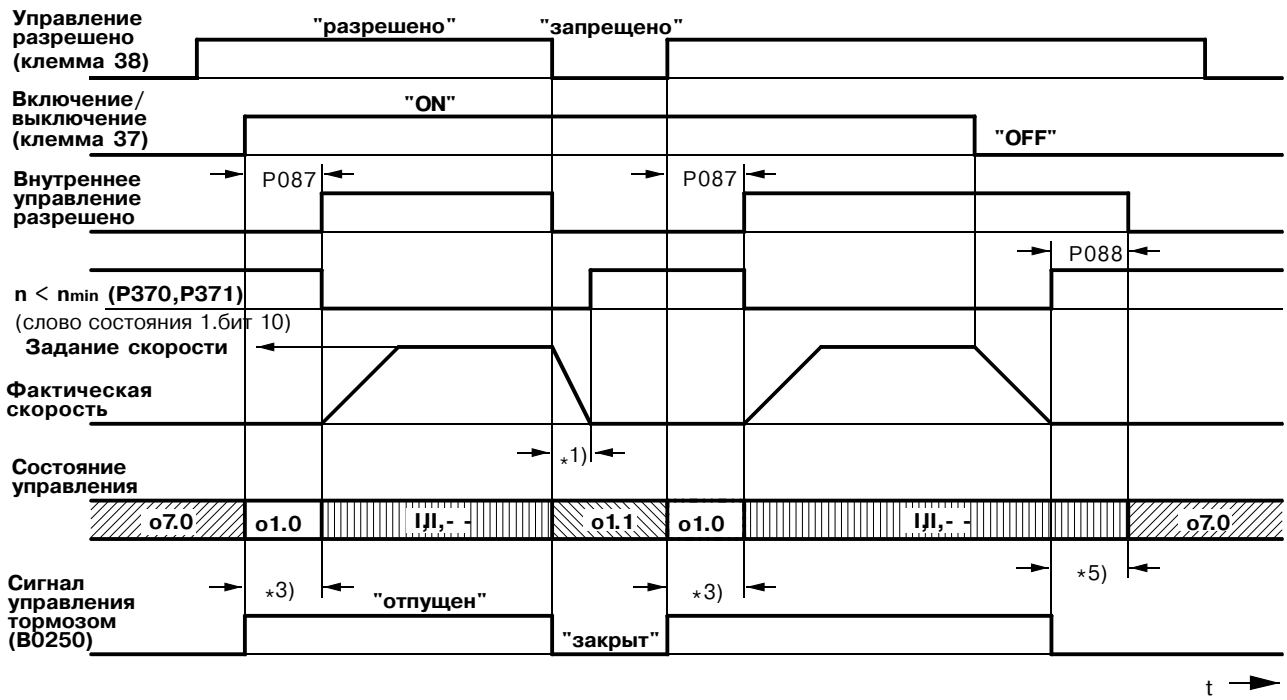 Управление
разрешено
(клемма 38)
"разрешено"
"запрещено"
Включение/
выключение
(клемма 37)
"ON"
"OFF"
Внутреннее
управление
разрешено
P087
P087
P088
n < nmin (P370,P371)
(слово состояния 1.бит 10)
Задание скорости
Фактическая
скорость
*1)
Состояние
управления
o7.0
o1.0
I,II,- -
o1.1
o1.0
I,II,- -
o7.0
Сигнал
управления
тормозом
(B0250)
*3)
"отпущен"
"закрыт"
*3)
*5)
t